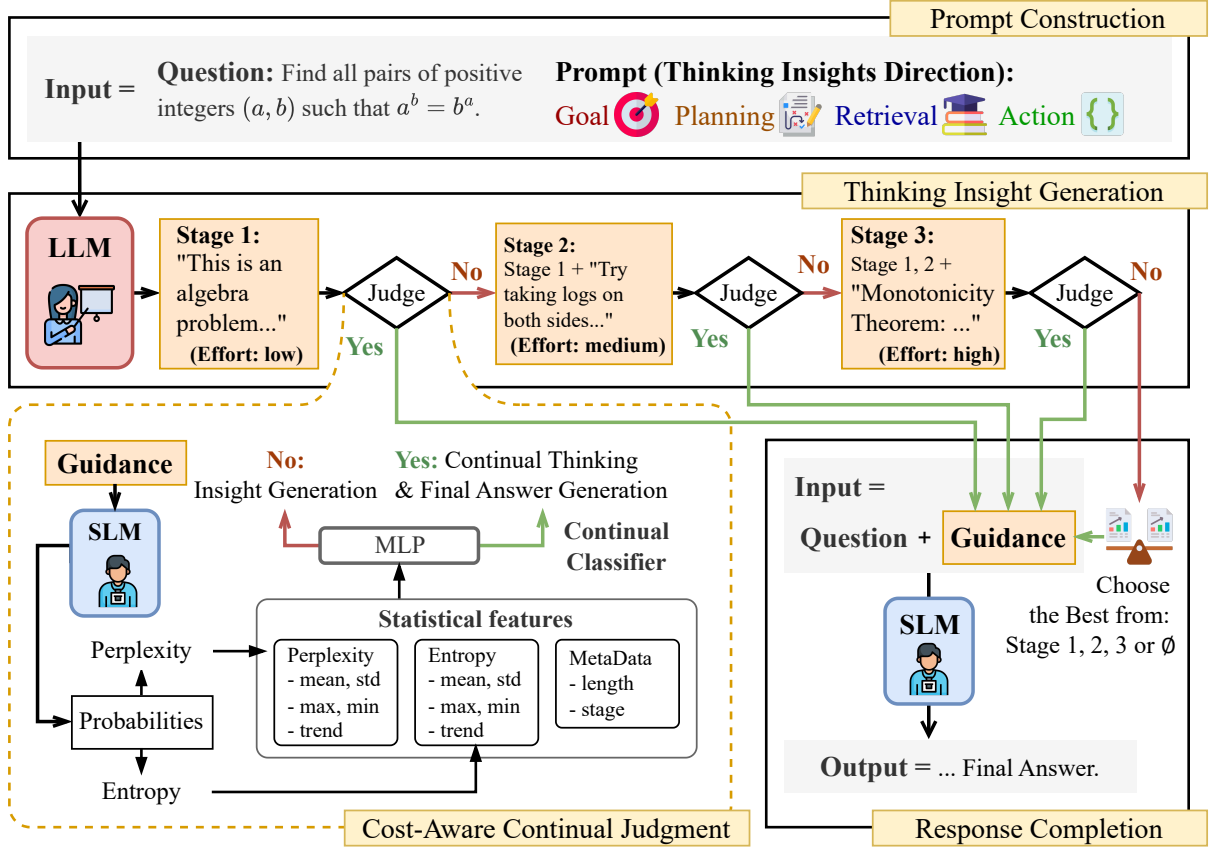 Prompt Construction
Input =
Question: Find all pairs of positive
integers (a, b) such that a^b = b^a.
Prompt (Thinking Insights Direction):
Goal Planning Retrieval Action
Thinking Insight Generation
LLM
Stage 1:
"This is an
algebra
problem..."
(Effort: low)
Judge
No
Yes
Stage 2:
Stage 1 + "Try
taking logs on
both sides..."
(Effort: medium)
Judge
No
Yes
Stage 3:
Stage 1, 2 +
"Monotonicity
Theorem: ..."
(Effort: high)
Judge
No
Yes
Guidance
SLM
Perplexity
Probabilities
Entropy
No:
Insight Generation
Yes: Continual Thinking
& Final Answer Generation
MLP
Continual
Classifier
Statistical features
Perplexity
- mean, std
- max, min
- trend
Entropy
- mean, std
- max, min
- trend
MetaData
- length
- stage
Cost-Aware Continual Judgment
Input =
Question + Guidance
Choose
the Best from:
Stage 1, 2, 3 or ∅
SLM
Output = ... Final Answer.
Response Completion